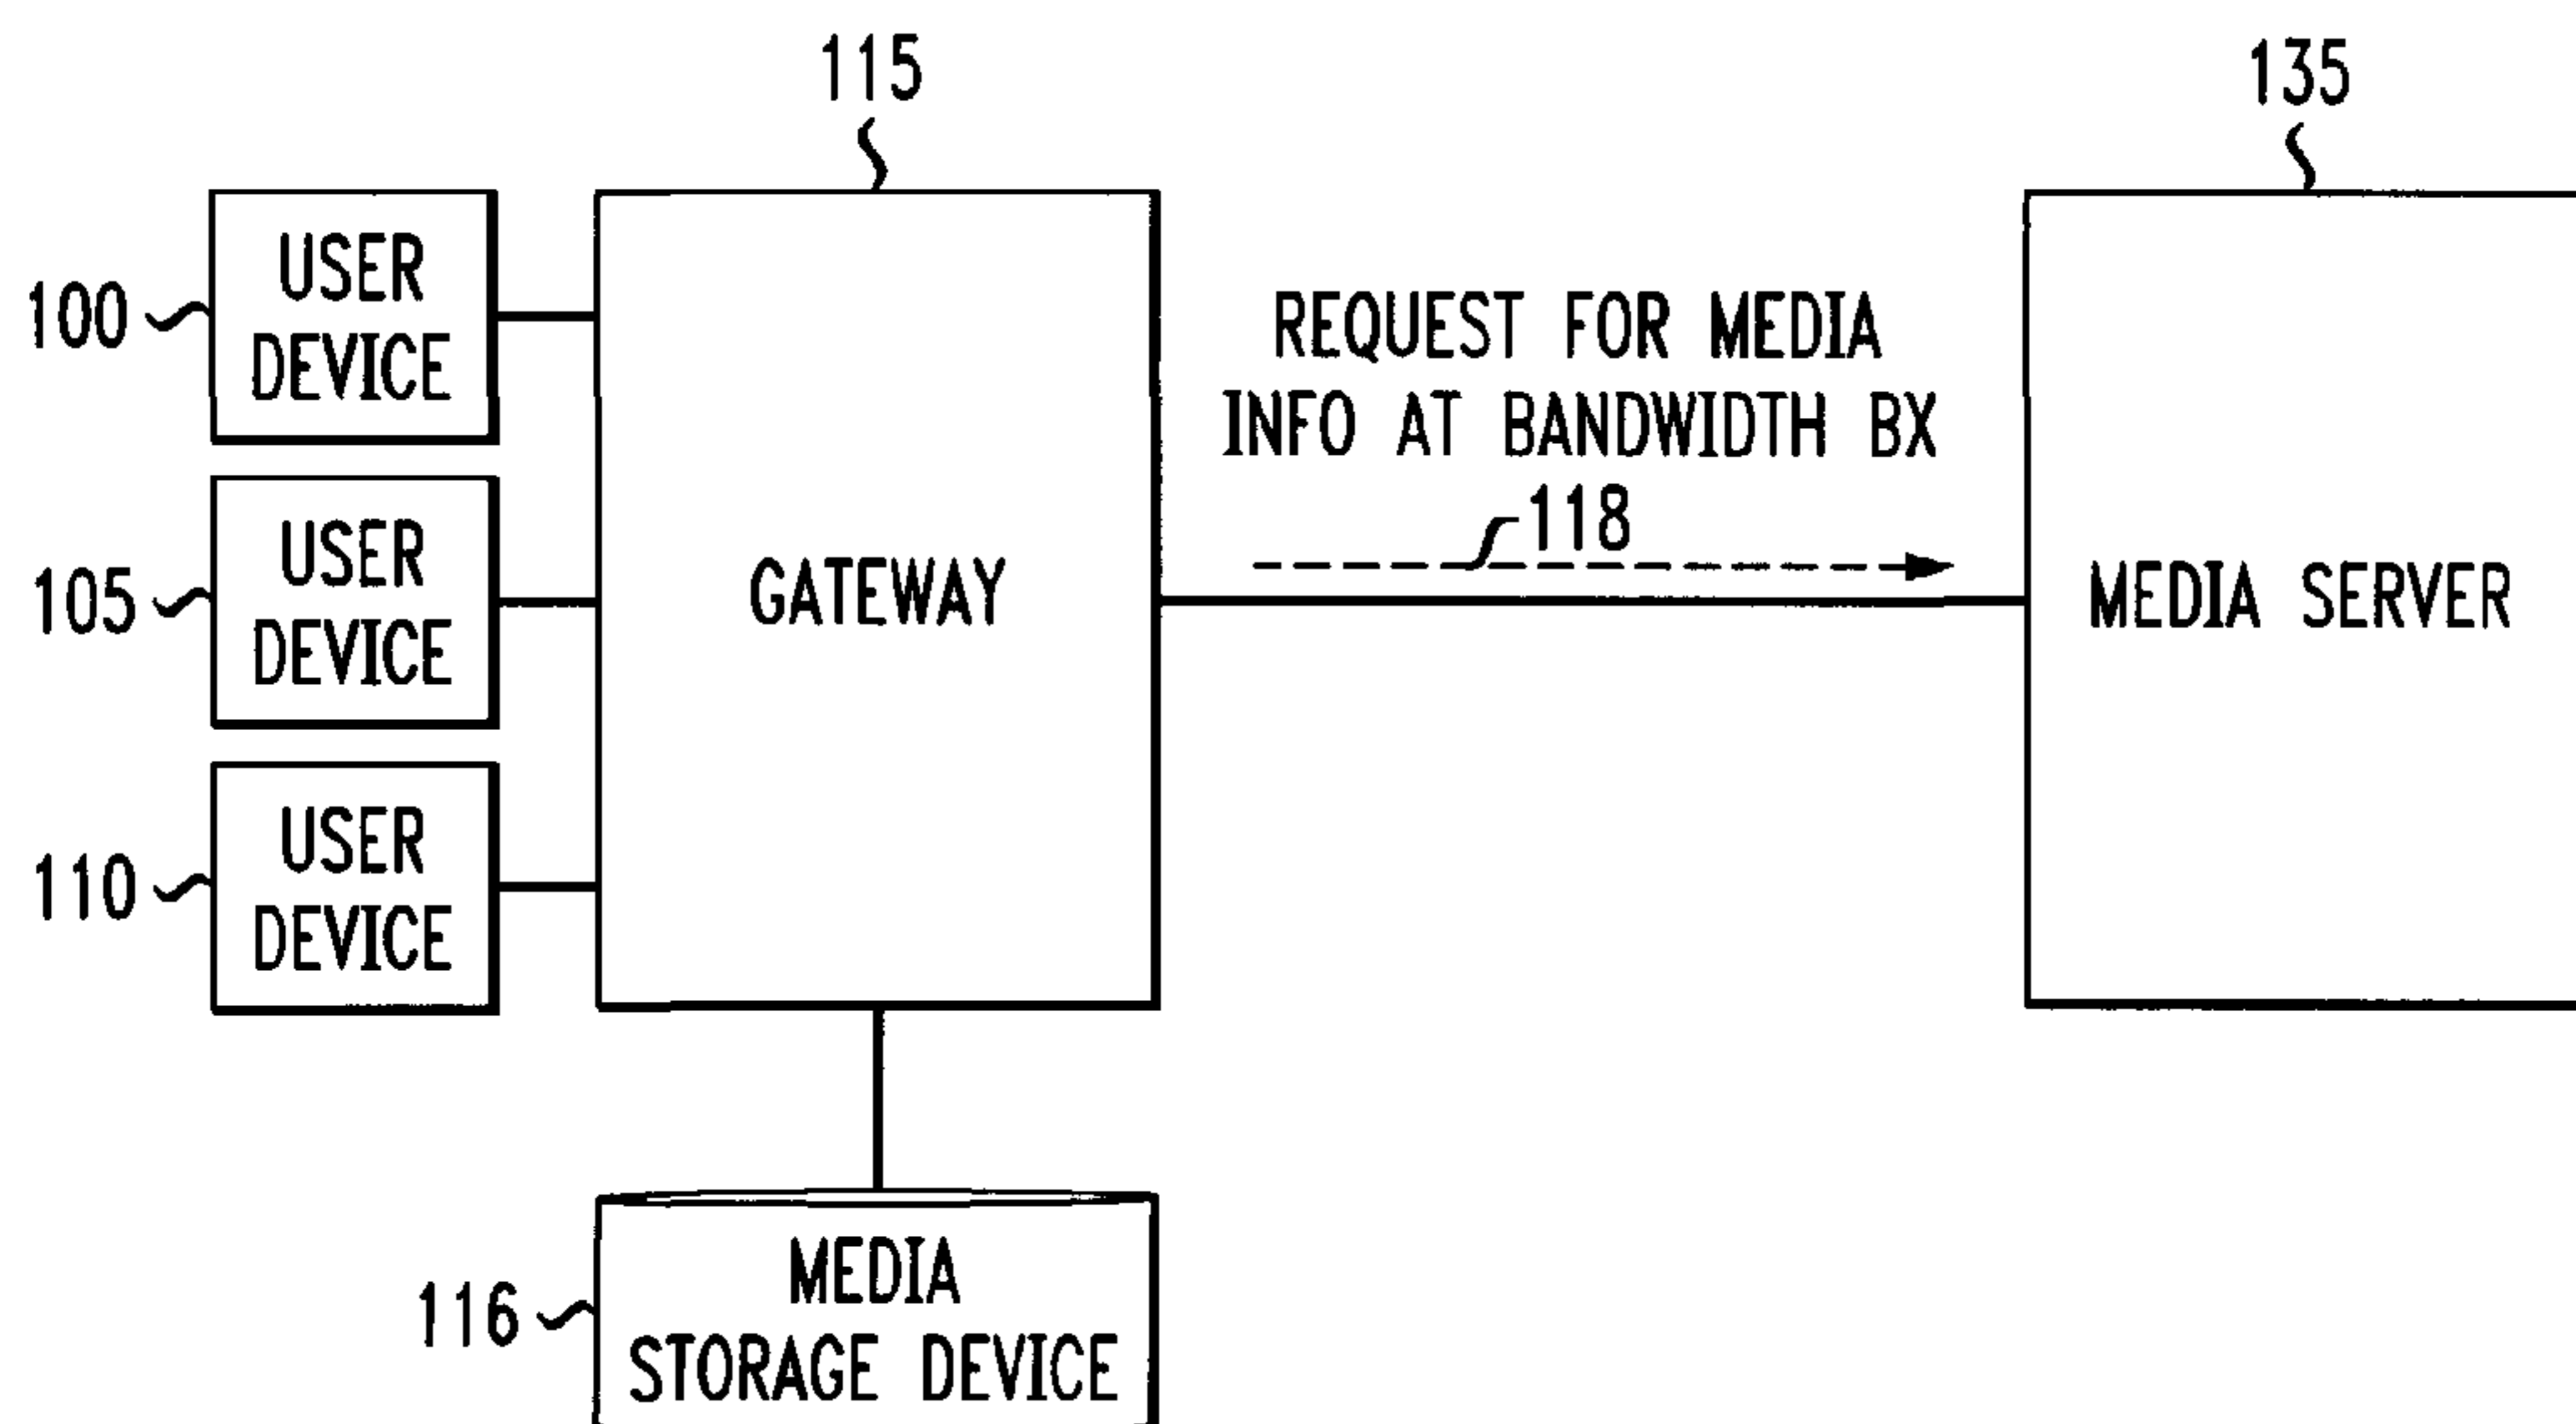 115
135
100
USER
DEVICE
REQUEST FOR MEDIA
INFO AT BANDWIDTH BX
118
105
USER
DEVICE
GATEWAY
MEDIA SERVER
110
USER
DEVICE
116
MEDIA
STORAGE DEVICE